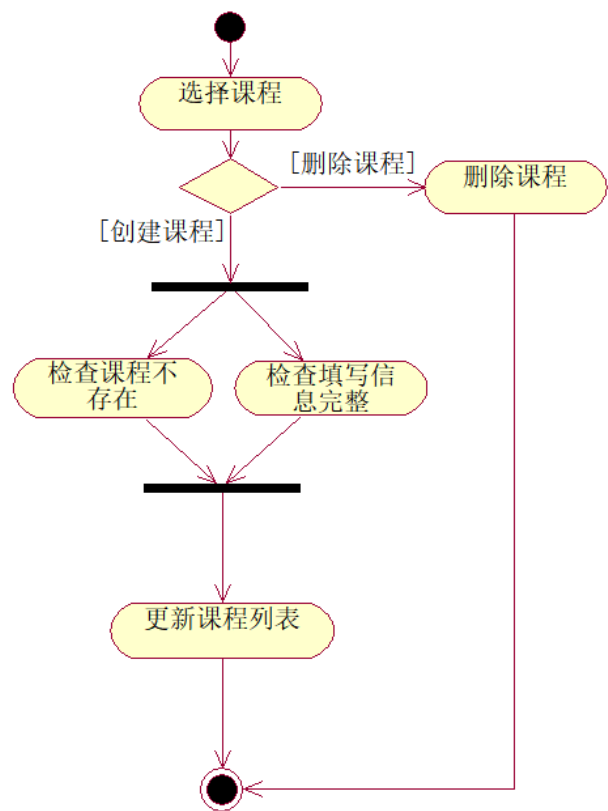 选择课程
[删除课程]
删除课程
[创建课程]
检查课程不
存在
检查填写信
息完整
更新课程列表